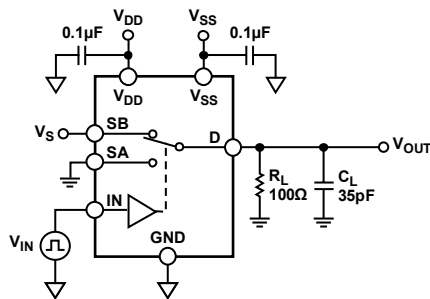 VDD VSS
0.1µF 0.1µF
VDD VSS
VS SB D VOUT
SA
RL
100Ω
CL
35pF
IN
VIN GND